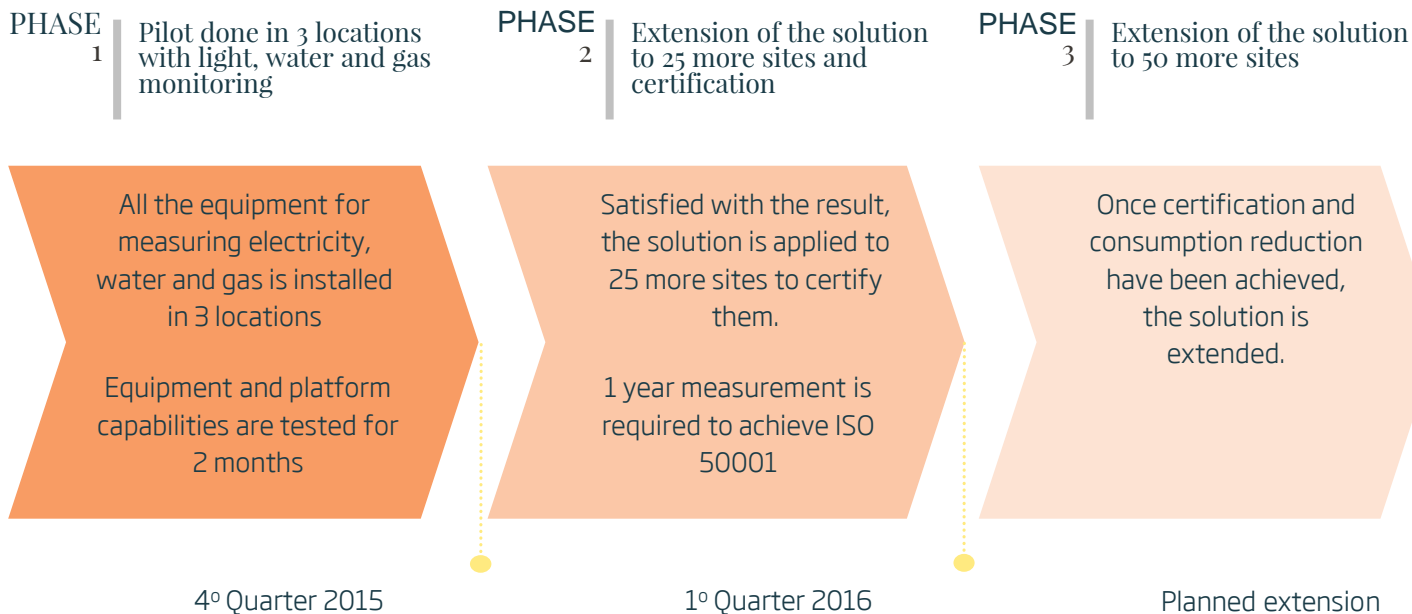 PHASE
1
Pilot done in 3 locations
with light, water and gas
monitoring
PHASE
2
Extension of the solution
to 25 more sites and
certification
PHASE
3
Extension of the solution
to 50 more sites
All the equipment for
measuring electricity,
water and gas is installed
in 3 locations
Equipment and platform
capabilities are tested for
2 months
Satisfied with the result,
the solution is applied to
25 more sites to certify
them.
1 year measurement is
required to achieve ISO
50001
Once certification and
consumption reduction
have been achieved,
the solution is
extended.
4º Quarter 2015
1º Quarter 2016
Planned extension